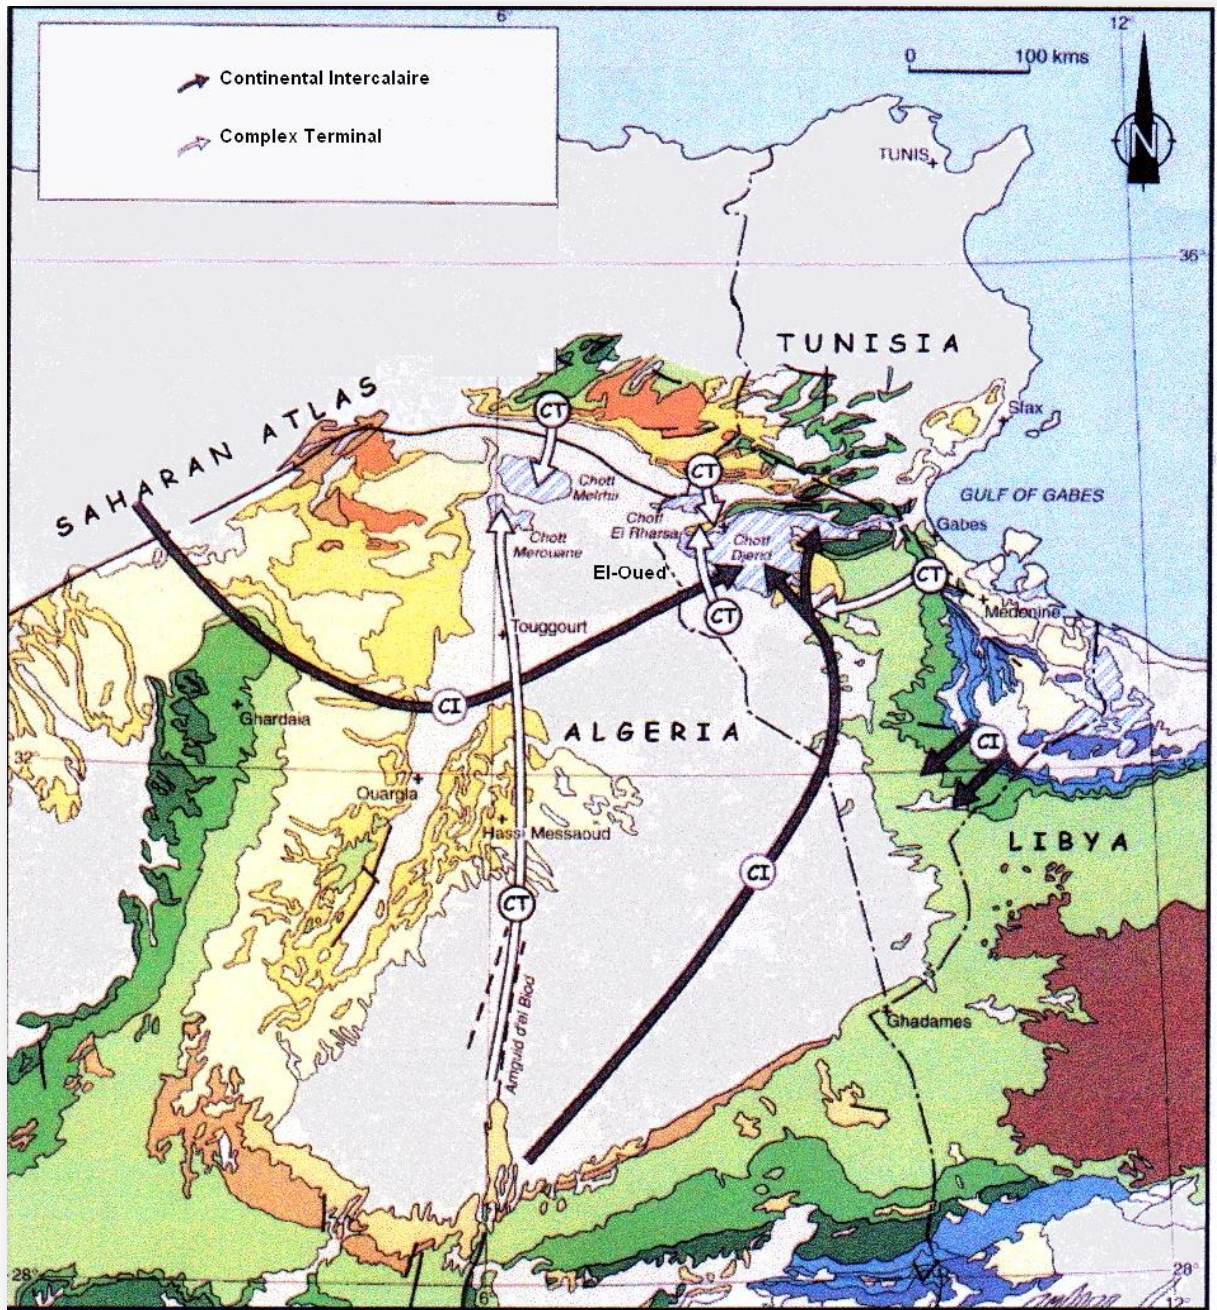 6°
12°
Continental Intercalaire
Complex Terminal
0 100 kms
N
TUNIS
36°
TUNISIA
SAHARAN ATLAS
CT
Sfax
CT
Chott
Melrhir
GULF OF GABES
Chott
El Rharsa
Gabes
Chott
Merouane
Chott
Djerid
El-Oued
CT
CT
Médenine
Touggourt
CI
Ghardaia
ALGERIA
CI
32°
Ouargla
Hassi Messaoud
LIBYA
CI
CT
Amguid d'al Biod
Ghadames
28°
28°
6°
12°